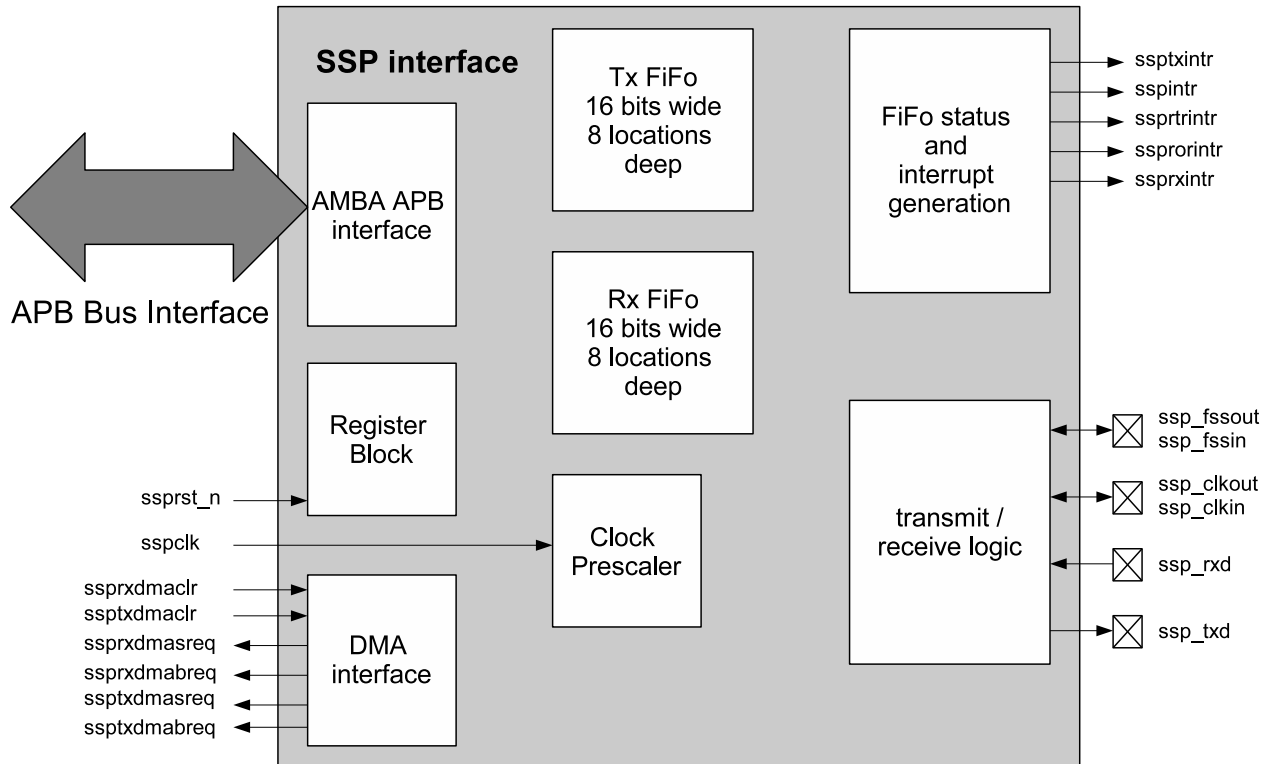 SSP interface
Tx FiFo
16 bits wide
8 locations
deep
FiFo status
and
interrupt
generation
ssptxintr
sspintr
ssprtrintr
ssprorintr
ssprxintr
AMBA APB
interface
APB Bus Interface
Rx FiFo
16 bits wide
8 locations
deep
Register
Block
ssprst_n
sspclk
Clock
Prescaler
transmit /
receive logic
ssp_fssout
ssp_fssin
ssp_clkout
ssp_clkin
ssp_rxd
ssp_txd
ssprxdmaclr
ssptxdmaclr
ssprxdmasreq
ssprxdmabreq
ssptxdmasreq
ssptxdmabreq
DMA
interface